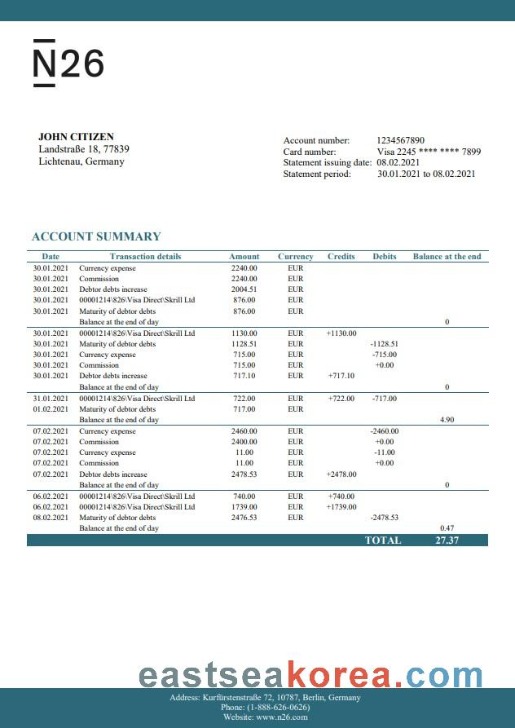 N26
JOHN CITIZEN
Landstraße 18, 77839
Lichtenau, Germany
Account number: 1234567890
Card number: Visa 2245 **** **** 7899
Statement issuing date: 08.02.2021
Statement period: 30.01.2021 to 08.02.2021
ACCOUNT SUMMARY
Date Transaction details Amount Currency Credits Debits Balance at the end
30.01.2021 Currency expense 2240.00 EUR
30.01.2021 Commission 2240.00 EUR
30.01.2021 Debtor debts increase 2004.51 EUR
30.01.2021 00001214\826\Visa Direct\Skrill Ltd 876.00 EUR
30.01.2021 Maturity of debtor debts 876.00 EUR
Balance at the end of day 0
30.01.2021 00001214\826\Visa Direct\Skrill Ltd 1130.00 EUR +1130.00
30.01.2021 Maturity of debtor debts 1128.51 EUR -1128.51
30.01.2021 Currency expense 715.00 EUR -715.00
30.01.2021 Commission 715.00 EUR +0.00
30.01.2021 Debtor debts increase 717.10 EUR +717.10
Balance at the end of day 0
31.01.2021 00001214\826\Visa Direct\Skrill Ltd 722.00 EUR +722.00 -717.00
01.02.2021 Maturity of debtor debts 717.00 EUR
Balance at the end of day 4.90
07.02.2021 Currency expense 2460.00 EUR -2460.00
07.02.2021 Commission 2400.00 EUR +0.00
07.02.2021 Currency expense 11.00 EUR -11.00
07.02.2021 Commission 11.00 EUR +0.00
07.02.2021 Debtor debts increase 2478.53 EUR +2478.00
Balance at the end of day 0
06.02.2021 00001214\826\Visa Direct\Skrill Ltd 740.00 EUR +740.00
06.02.2021 00001214\826\Visa Direct\Skrill Ltd 1739.00 EUR +1739.00
08.02.2021 Maturity of debtor debts 2476.53 EUR -2478.53
Balance at the end of day 0.47
TOTAL 27.37
eastseakorea.com
Address: Kurfürstenstraße 72, 10787, Berlin, Germany
Phone: (1-888-626-0626)
Website: www.n26.com